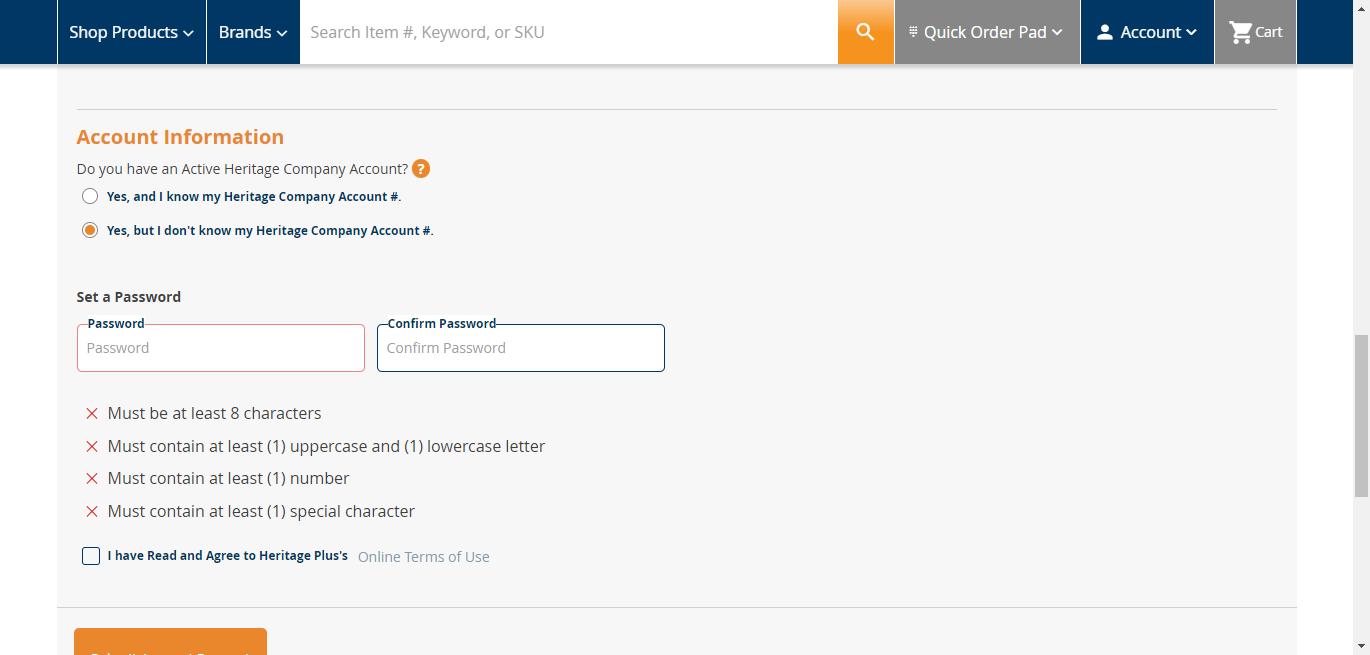 Shop Products
Brands
Search Item #, Keyword, or SKU
Quick Order Pad
Account
Cart
Account Information
Do you have an Active Heritage Company Account? ?
Yes, and I know my Heritage Company Account #.
Yes, but I don't know my Heritage Company Account #.
Set a Password
Password
Confirm Password
Password
Confirm Password
Must be at least 8 characters
Must contain at least (1) uppercase and (1) lowercase letter
Must contain at least (1) number
Must contain at least (1) special character
I have Read and Agree to Heritage Plus's Online Terms of Use